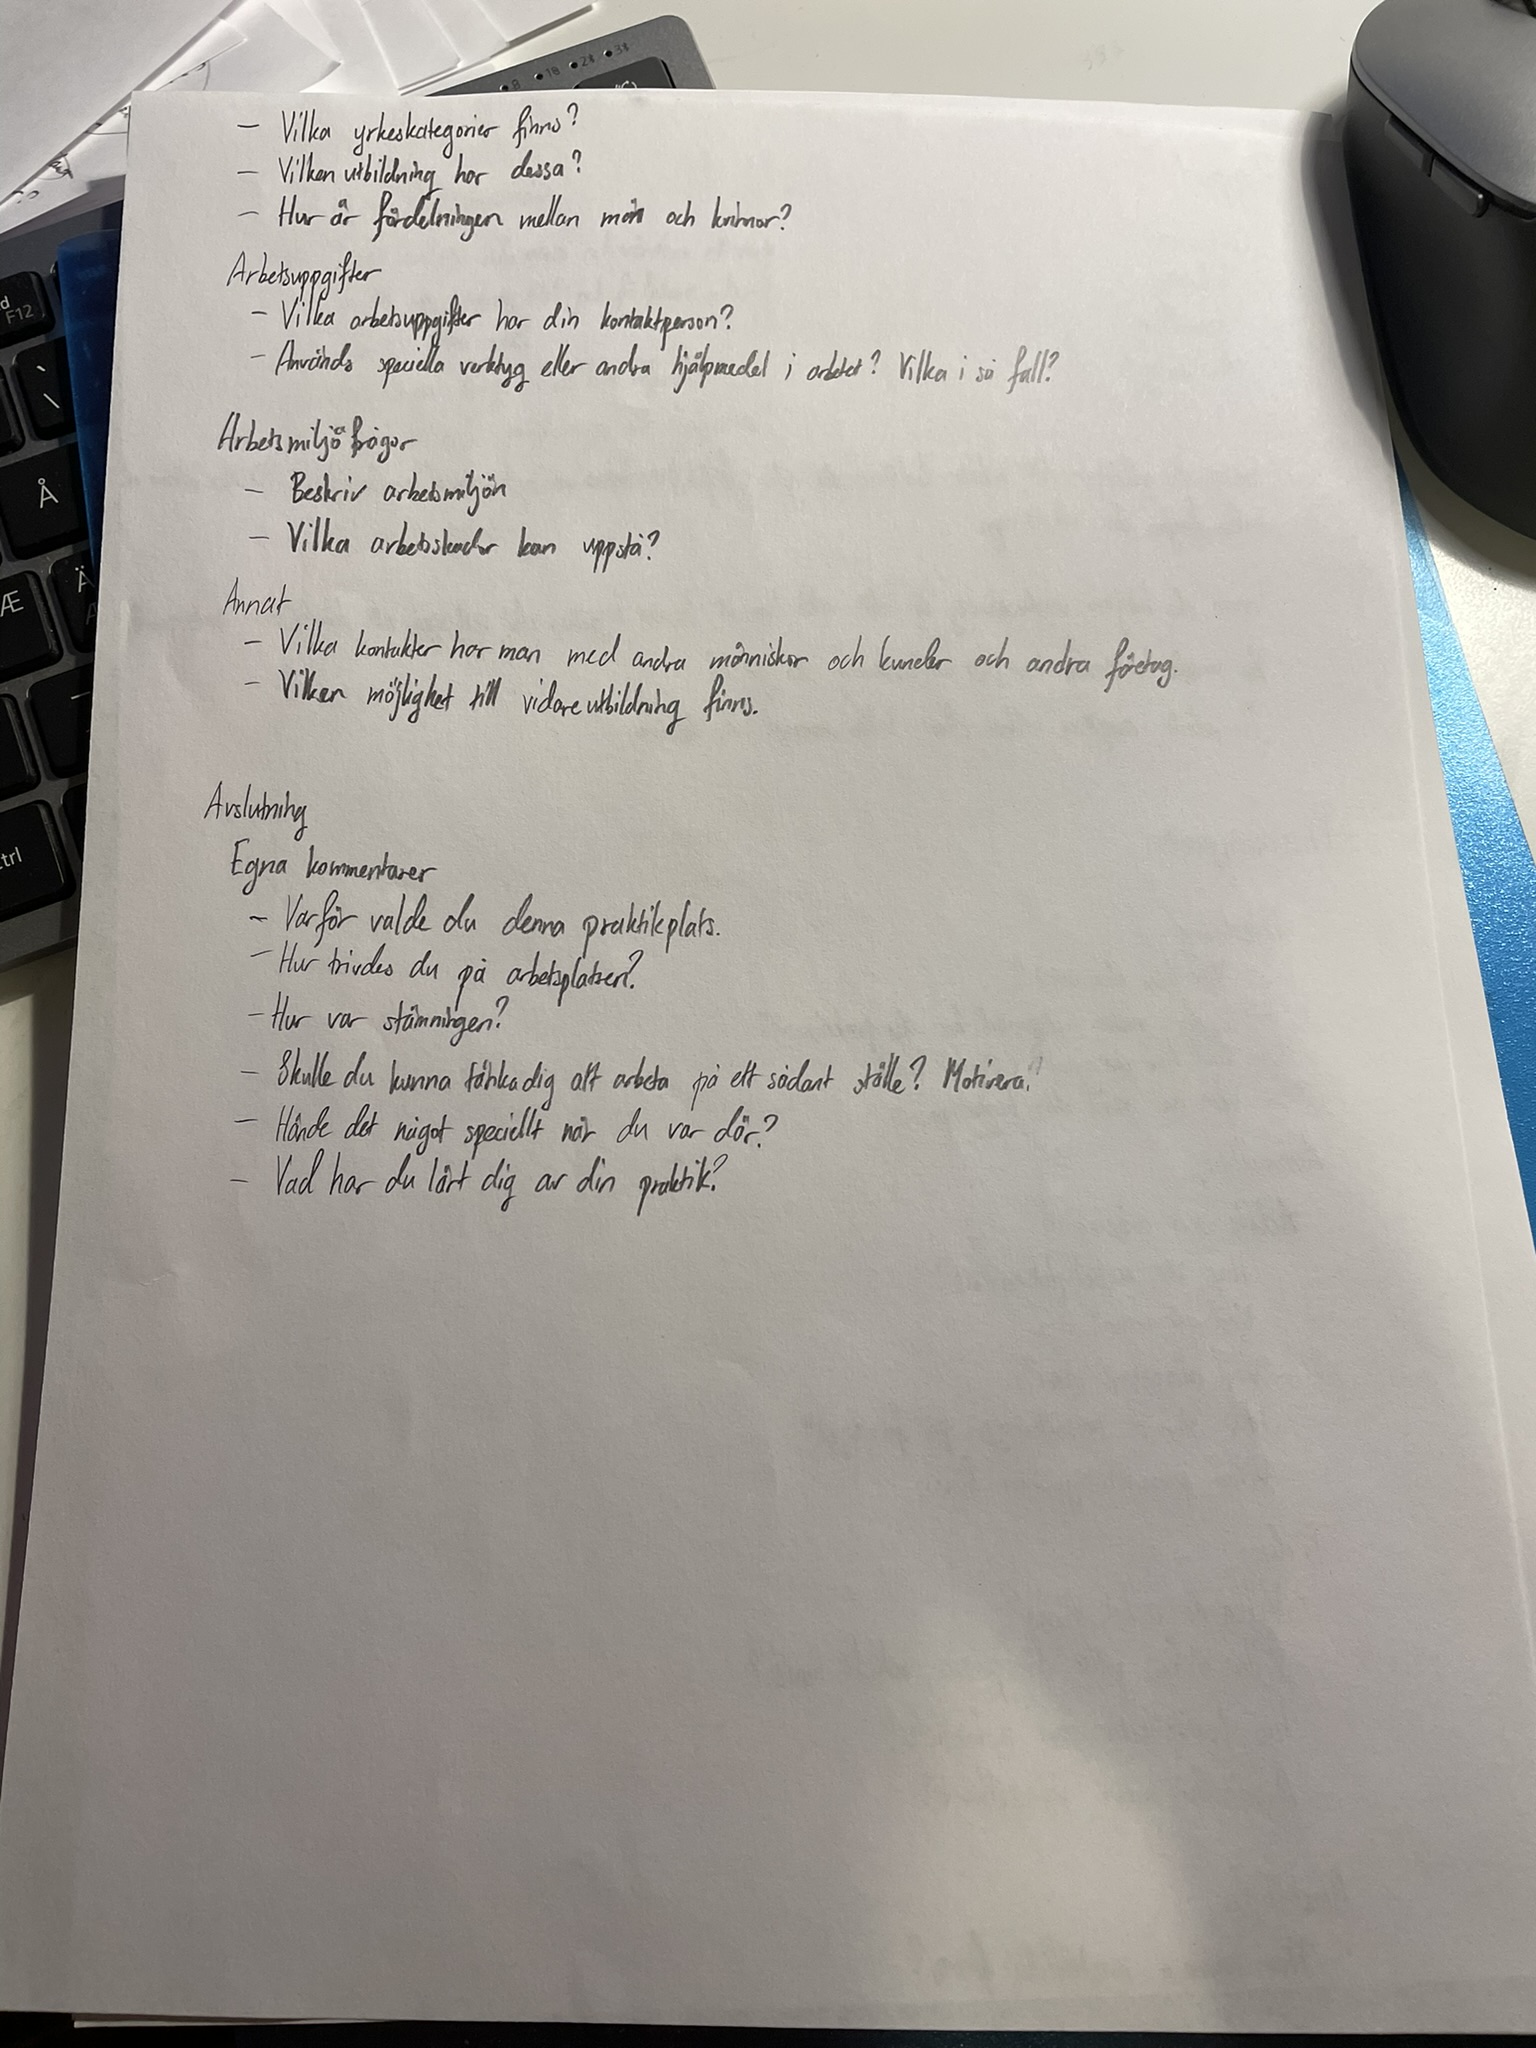 8 •18 •2* •3*
– Vilka yrkeskategorier finns?
– Vilken utbildning har dessa?
– Hur är fördelningen mellan män och kvinnor?
Arbetsuppgifter
– Vilka arbetsuppgifter har din kontaktperson?
– Används speciella verktyg eller andra hjälpmedel i arbetet? Vilka i så fall?
Arbetsmiljöfrågor
– Beskriv arbetsmiljön
– Vilka arbetsskador kan uppstå?
Annat
– Vilka kontakter har man med andra människor och kunder och andra företag.
– Vilken möjlighet till vidareutbildning finns.
Avslutning
Egna kommentarer
– Varför valde du denna praktikplats.
– Hur trivdes du på arbetsplatsen?
– Hur var stämningen?
– Skulle du kunna tänka dig att arbeta på ett sådant ställe? Motivera.
– Hände det något speciellt när du var där?
– Vad har du lärt dig av din praktik?
F12
\
Å
Æ
Ä
trl